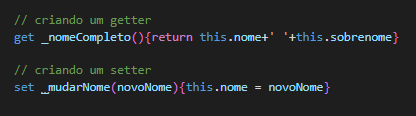 // criando um getter
get _nomeCompleto(){return this.nome+' '+this.sobrenome}
// criando um setter
set _mudarNome(novoNome){this.nome = novoNome}